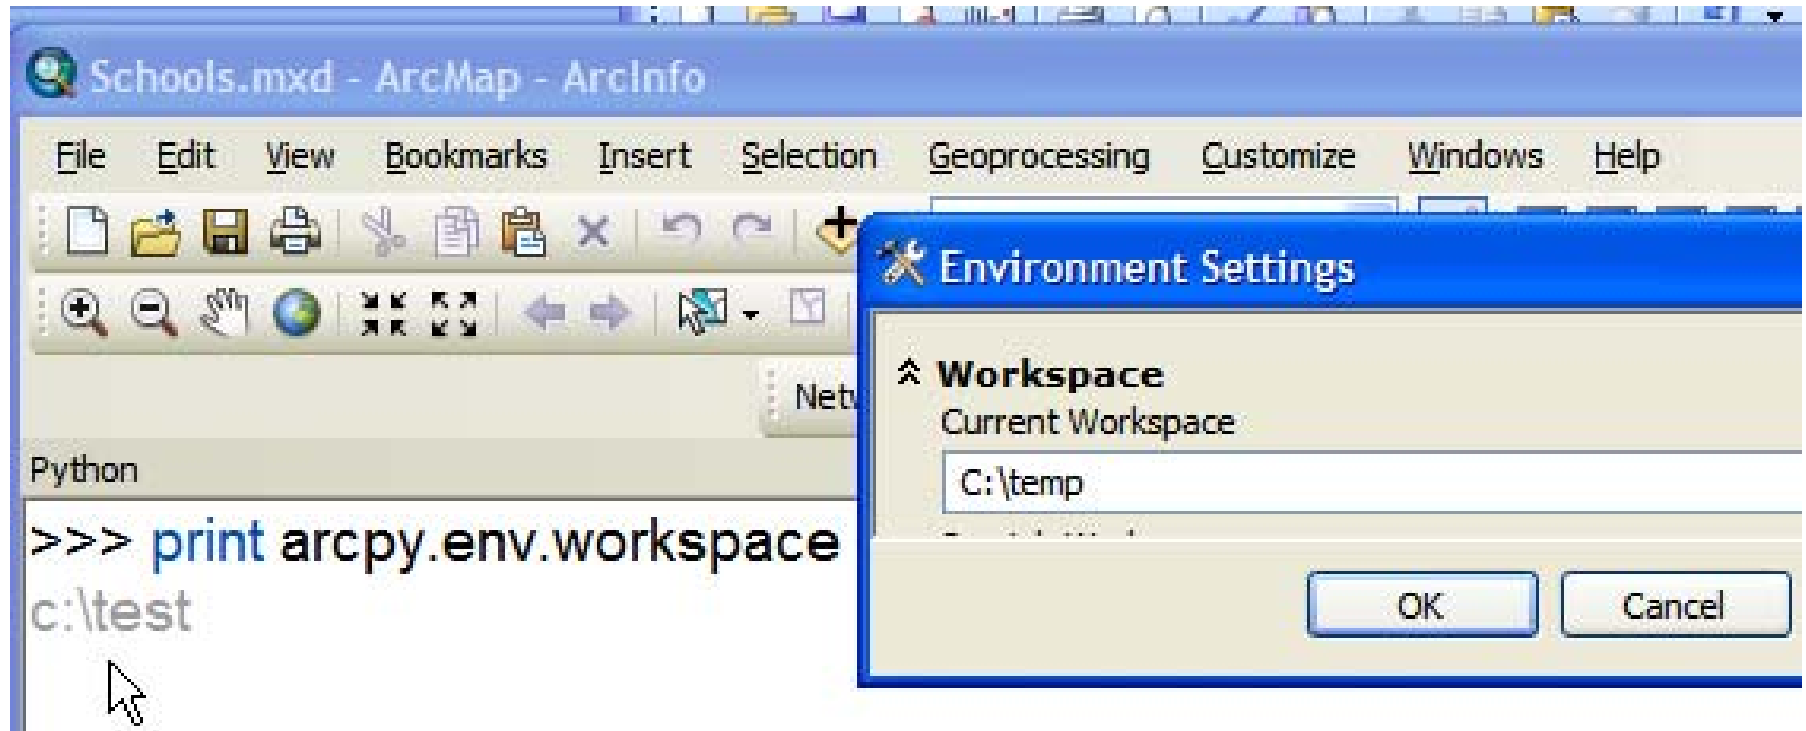 Schools.mxd - ArcMap - ArcInfo
File Edit View Bookmarks Insert Selection Geoprocessing Customize Windows Help
Environment Settings
Workspace
Current Workspace
C:\temp
OK Cancel
Python
>>> print arcpy.env.workspace
c:\test